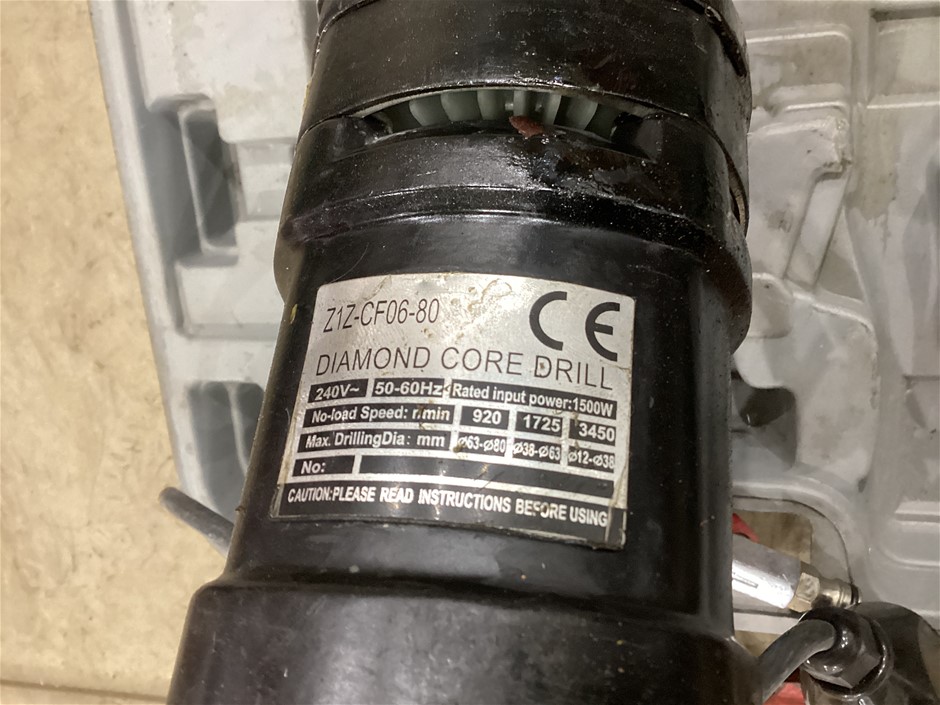 Z1Z-CF06-80 CE
DIAMOND CORE DRILL
240V~ 50-60Hz Rated input power:1500W
No-load Speed: r/min 920 1725 3450
Max. DrillingDia: mm ø63-ø80 ø38-ø63 ø12-ø38
No:
CAUTION:PLEASE READ INSTRUCTIONS BEFORE USING